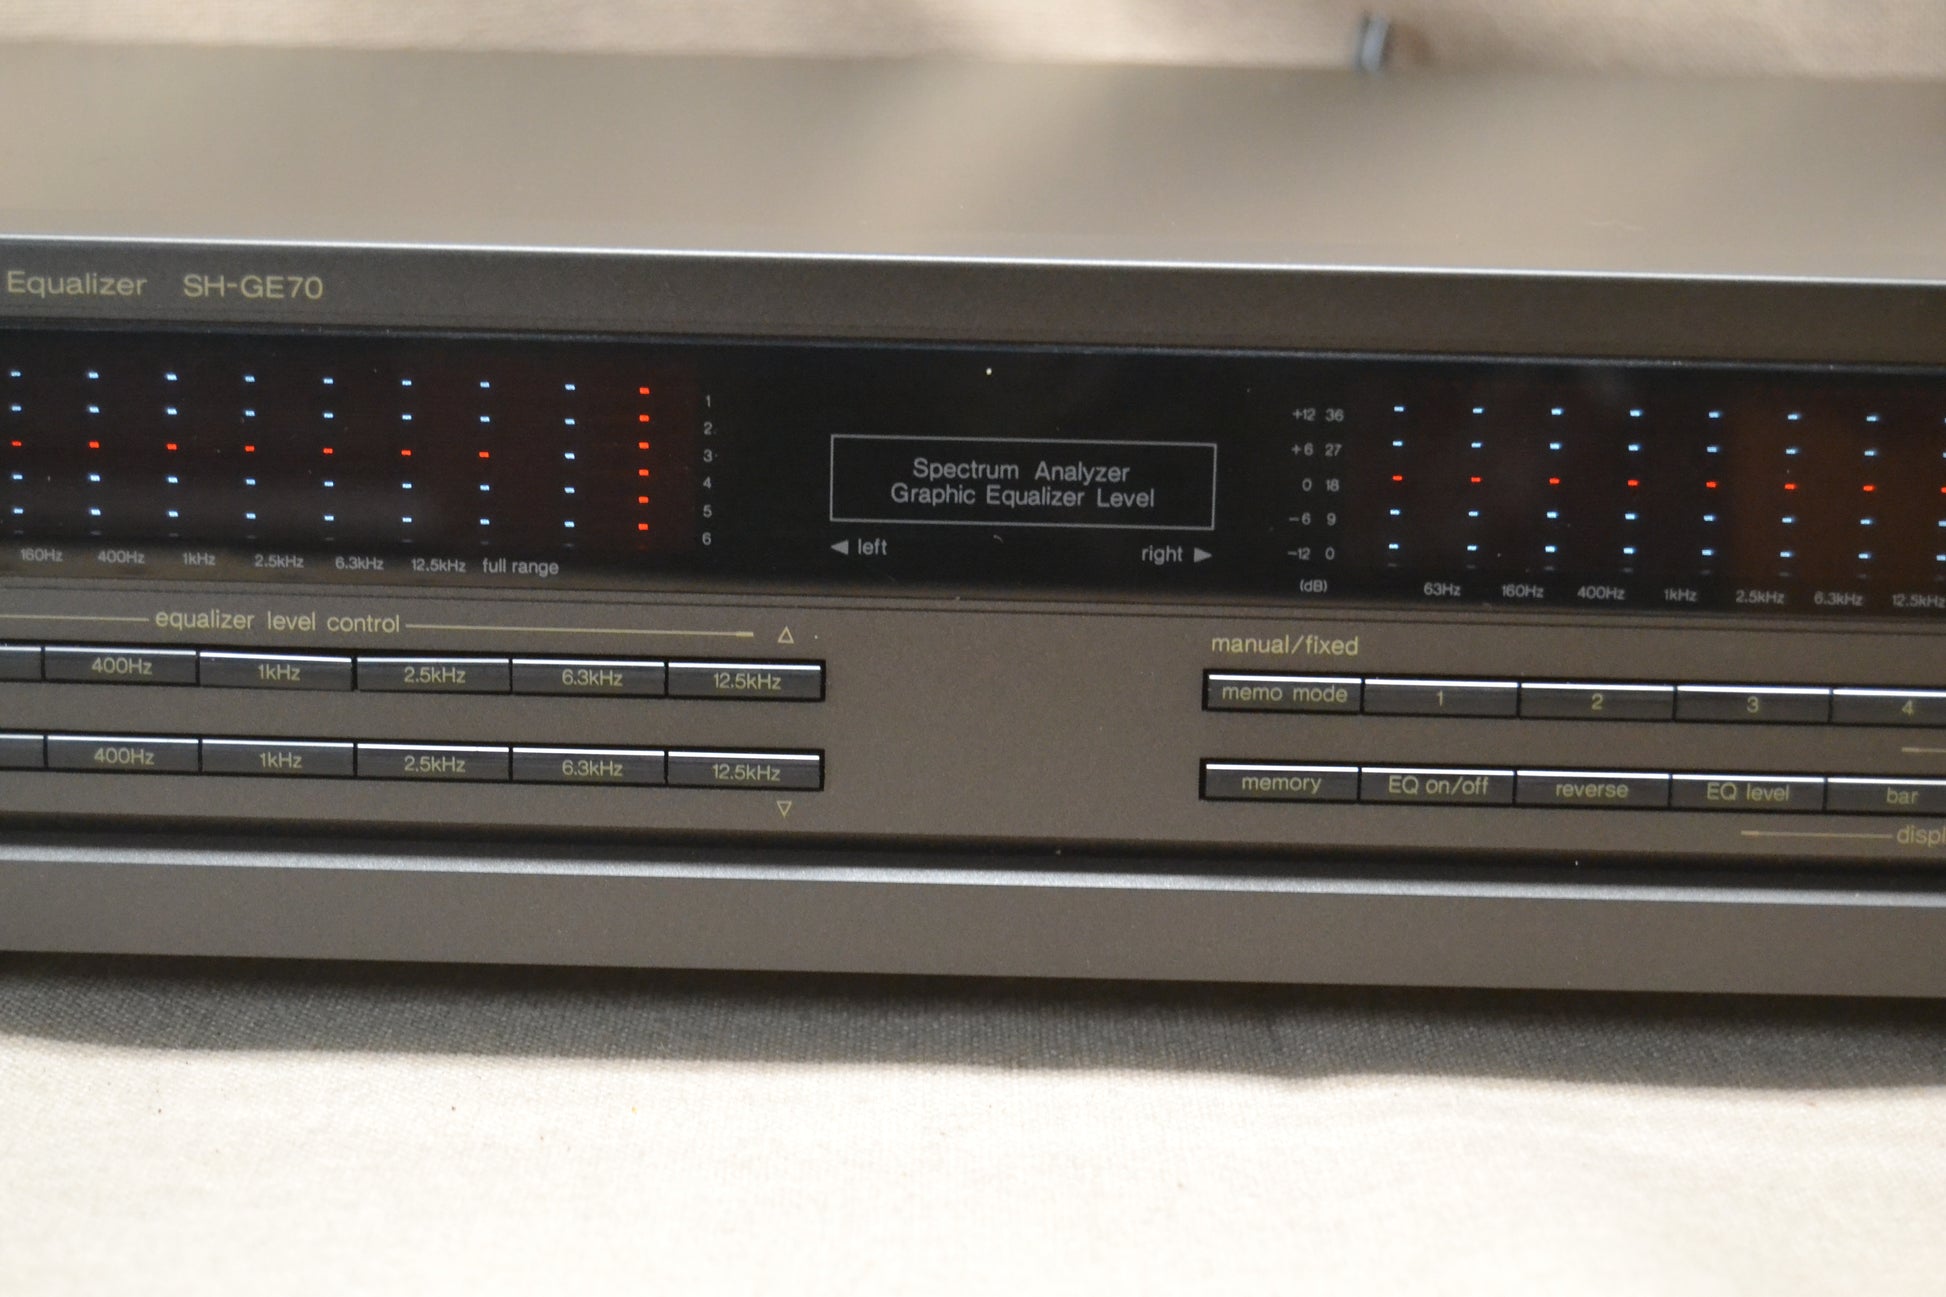 Equalizer SH-GE70
1
2
3
4
5
6
160Hz 400Hz 1kHz 2.5kHz 6.3kHz 12.5kHz full range
Spectrum Analyzer
Graphic Equalizer Level
◀ left right ▶
+12 36
+6 27
0 18
-6 9
-12 0
(dB) 63Hz 160Hz 400Hz 1kHz 2.5kHz 6.3kHz 12.5kHz
equalizer level control △
400Hz 1kHz 2.5kHz 6.3kHz 12.5kHz
400Hz 1kHz 2.5kHz 6.3kHz 12.5kHz
▽
manual/fixed
memo mode 1 2 3 4
memory EQ on/off reverse EQ level bar
displ